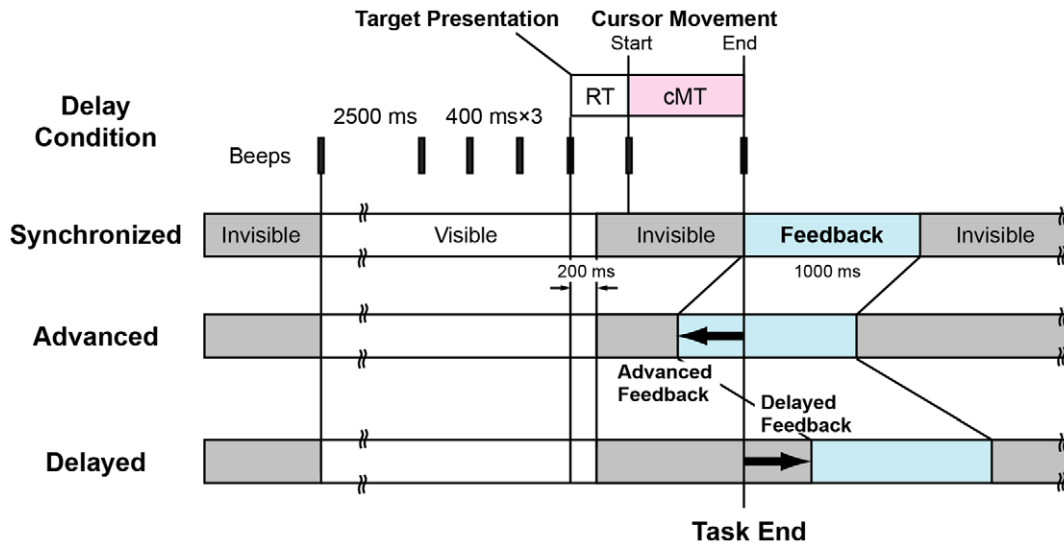 Target Presentation
Cursor Movement
Start
End
RT
cMT
Delay
Condition
2500 ms
400 ms×3
Beeps
Synchronized
Invisible
Visible
Invisible
Feedback
Invisible
200 ms
1000 ms
Advanced
Advanced
Feedback
Delayed
Feedback
Delayed
Task End